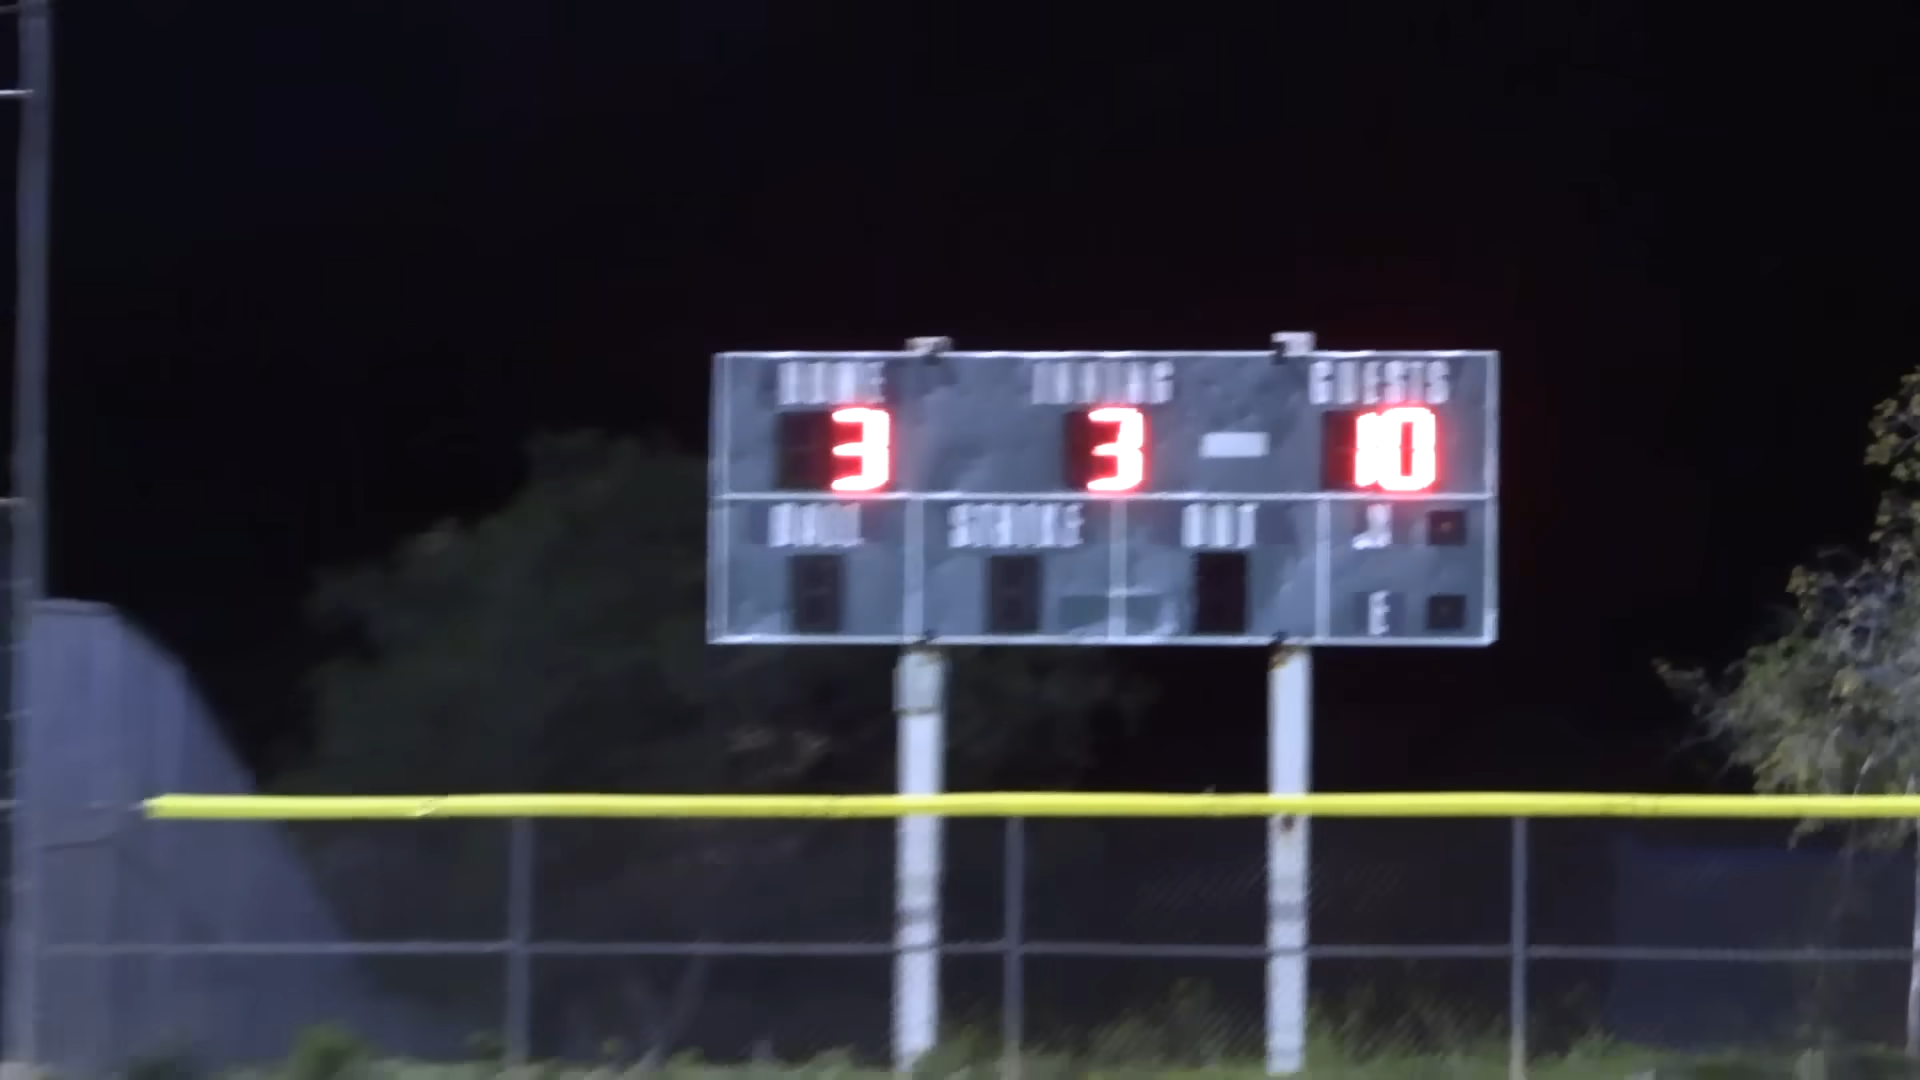 HOME INNING GUESTS
3 3 10
BALL STRIKE OUT H
E